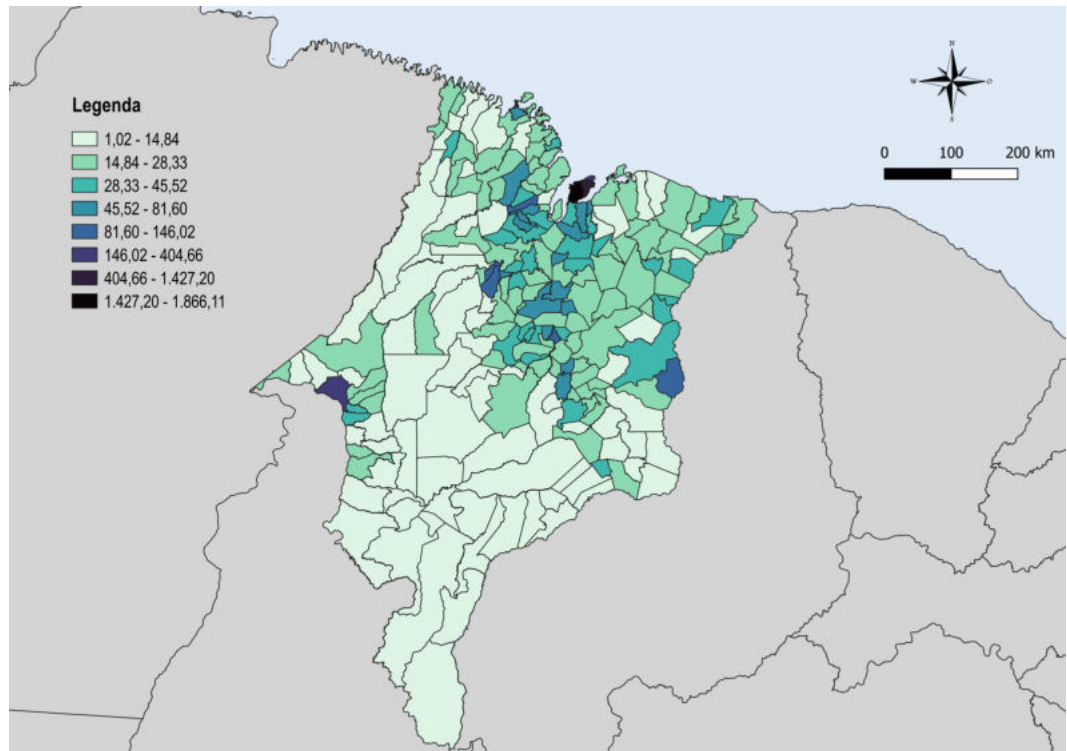 Legenda
1,02 - 14,84
14,84 - 28,33
28,33 - 45,52
45,52 - 81,60
81,60 - 146,02
146,02 - 404,66
404,66 - 1.427,20
1.427,20 - 1.866,11
N
W O
S
0 100 200 km